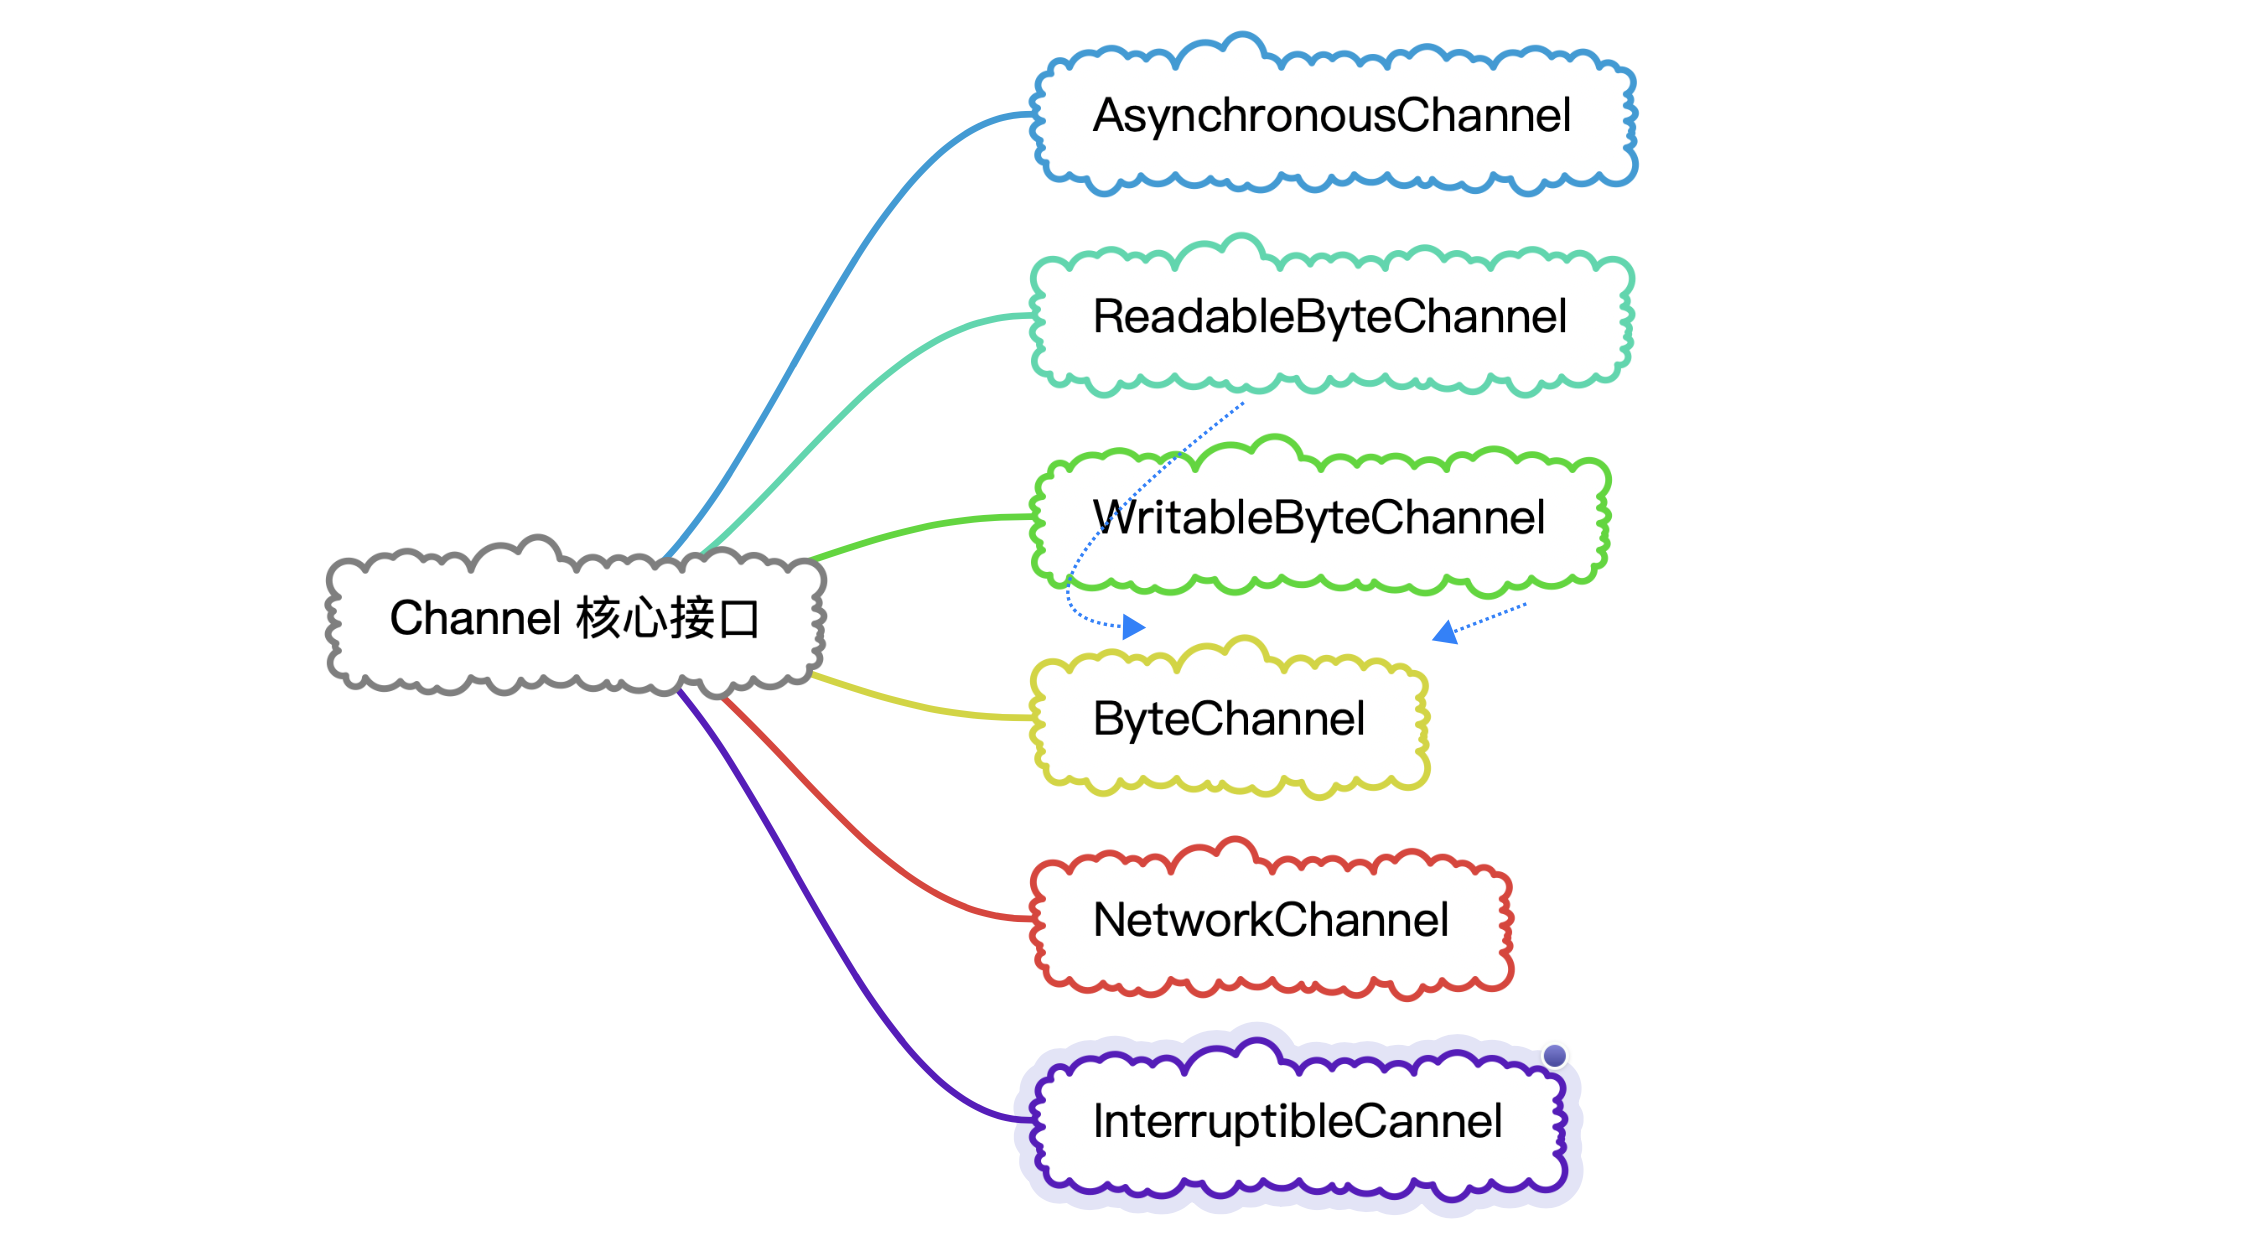 AsynchronousChannel
ReadableByteChannel
WritableByteChannel
Channel 核心接口
ByteChannel
NetworkChannel
InterruptibleCannel